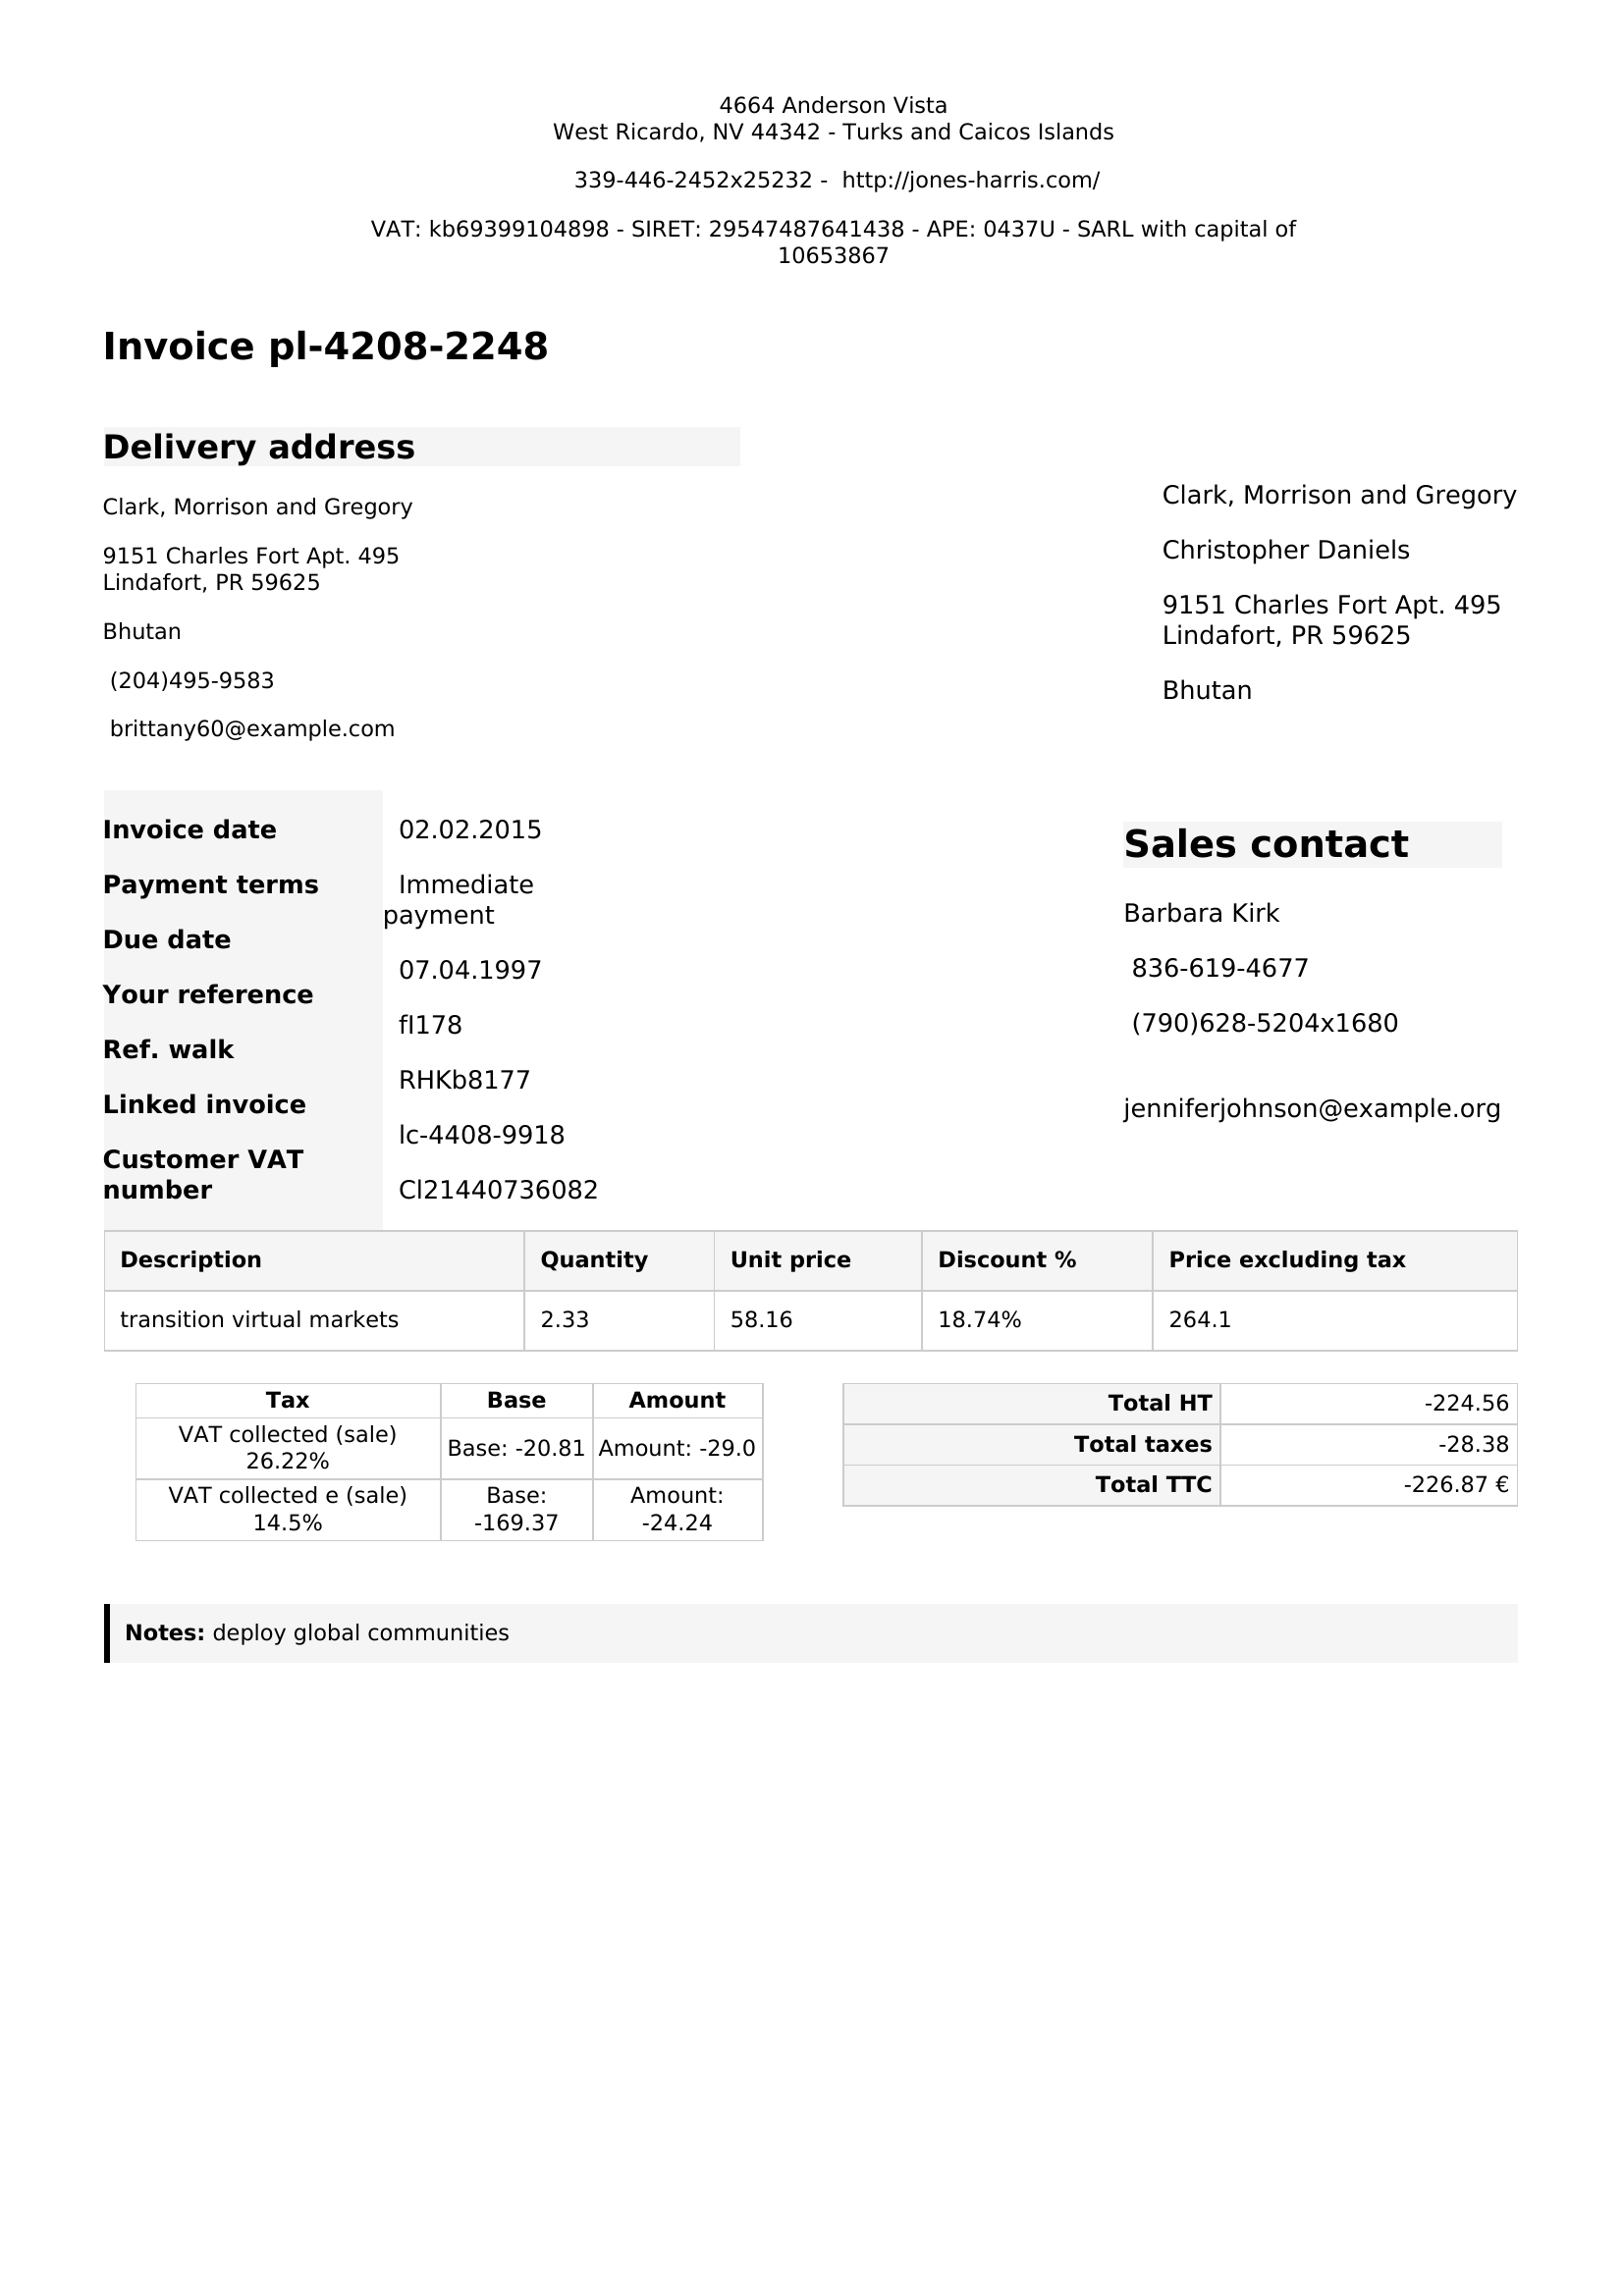 4664 Anderson Vista
West Ricardo, NV 44342 - Turks and Caicos Islands
339-446-2452x25232 -  http://jones-harris.com/
VAT: kb69399104898 - SIRET: 29547487641438 - APE: 0437U - SARL with capital of
10653867
Invoice pl-4208-2248
Delivery address
Clark, Morrison and Gregory
9151 Charles Fort Apt. 495
Lindafort, PR 59625
Bhutan
(204)495-9583
brittany60@example.com
Clark, Morrison and Gregory
Christopher Daniels
9151 Charles Fort Apt. 495
Lindafort, PR 59625
Bhutan
Invoice date
Payment terms
Due date
Your reference
Ref. walk
Linked invoice
Customer VAT
number
02.02.2015
Immediate
payment
07.04.1997
fI178
RHKb8177
lc-4408-9918
Cl21440736082
Sales contact
Barbara Kirk
836-619-4677
(790)628-5204x1680
jenniferjohnson@example.org
Description Quantity Unit price Discount % Price excluding tax
transition virtual markets 2.33 58.16 18.74% 264.1
Tax Base Amount
VAT collected (sale)
26.22%
Base: -20.81 Amount: -29.0
VAT collected e (sale)
14.5%
Base:
-169.37
Amount:
-24.24
Total HT -224.56
Total taxes -28.38
Total TTC -226.87 €
Notes: deploy global communities